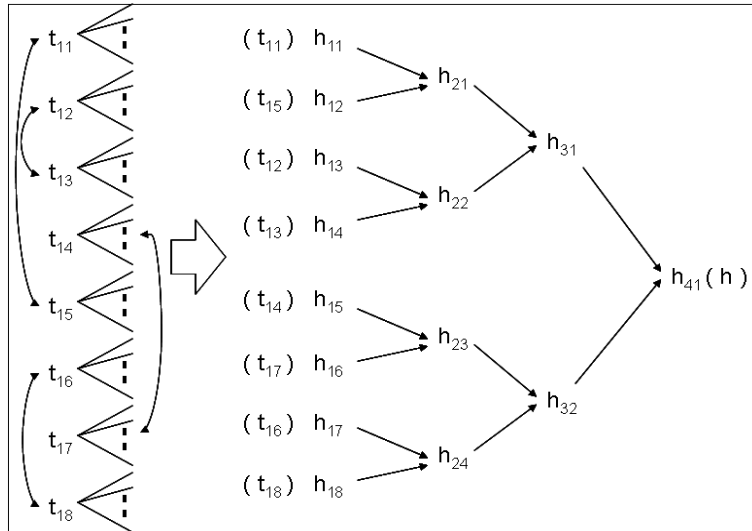 t₁₁
t₁₂
t₁₃
t₁₄
t₁₅
t₁₆
t₁₇
t₁₈
(t₁₁) h₁₁
(t₁₅) h₁₂
(t₁₂) h₁₃
(t₁₃) h₁₄
(t₁₄) h₁₅
(t₁₇) h₁₆
(t₁₆) h₁₇
(t₁₈) h₁₈
h₂₁
h₂₂
h₂₃
h₂₄
h₃₁
h₃₂
h₄₁(h)